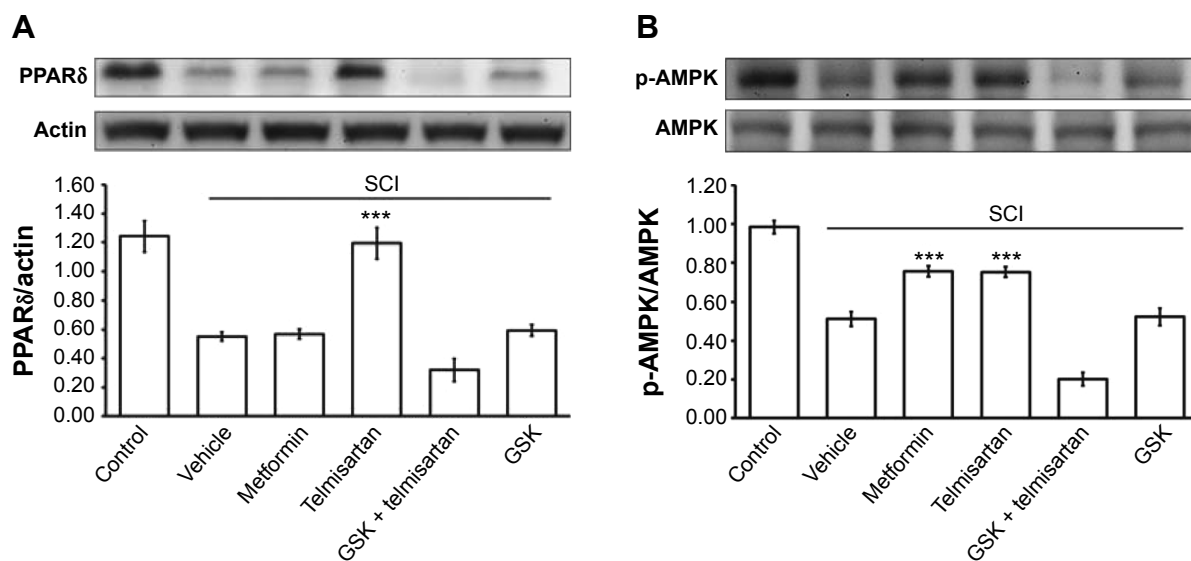 A
PPARδ
Actin
PPARδ/actin
1.60
1.40
1.20
1.00
0.80
0.60
0.40
0.20
0.00
SCI
***
Control
Vehicle
Metformin
Telmisartan
GSK + telmisartan
GSK
B
p-AMPK
AMPK
p-AMPK/AMPK
1.20
1.00
0.80
0.60
0.40
0.20
0.00
SCI
*** ***
Control
Vehicle
Metformin
Telmisartan
GSK + telmisartan
GSK